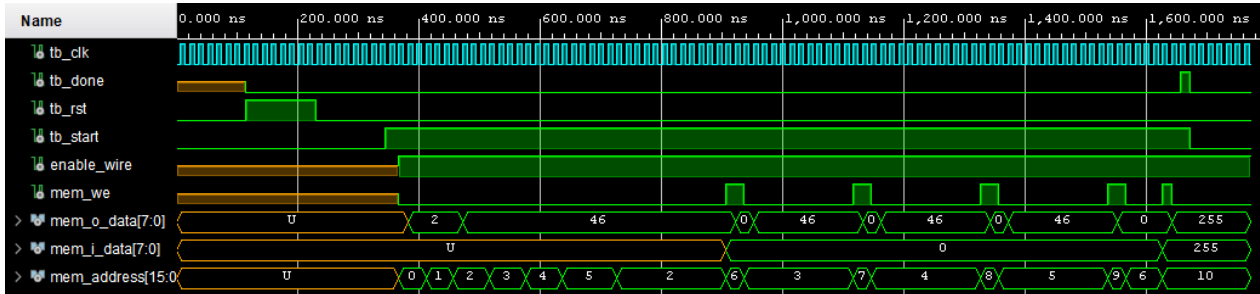 Name 0.000 ns 200.000 ns 400.000 ns 600.000 ns 800.000 ns 1,000.000 ns 1,200.000 ns 1,400.000 ns 1,600.000 ns
tb_clk
tb_done
tb_rst
tb_start
enable_wire
mem_we
mem_o_data[7:0] U 2 46 0 46 0 46 0 46 0 255
mem_i_data[7:0] U 0 255
mem_address[15:0 U 0 1 2 3 4 5 2 6 3 7 4 8 5 9 6 10